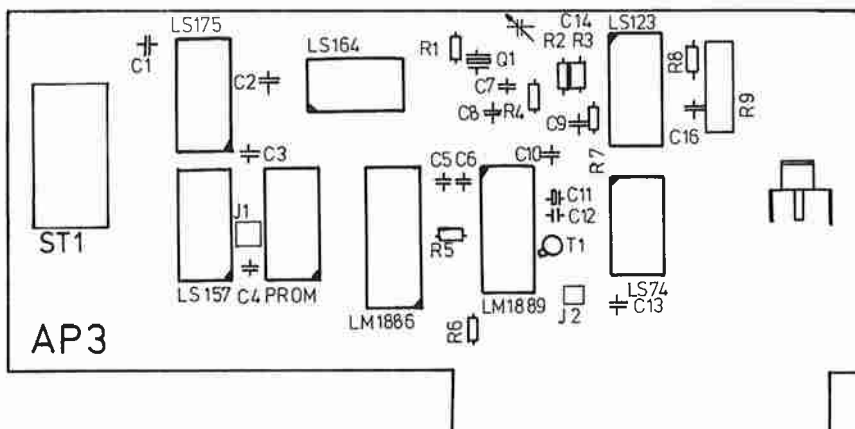 LS175
C14
LS123
C1
C2
LS164
R1
Q1
R2
R3
R8
R9
C7
C8
R4
C9
C16
C3
C5
C6
C10
R7
ST1
J1
C11
C12
R5
T1
LS157
C4
PROM
LM1886
LM1889
J2
LS74
C13
R6
AP3